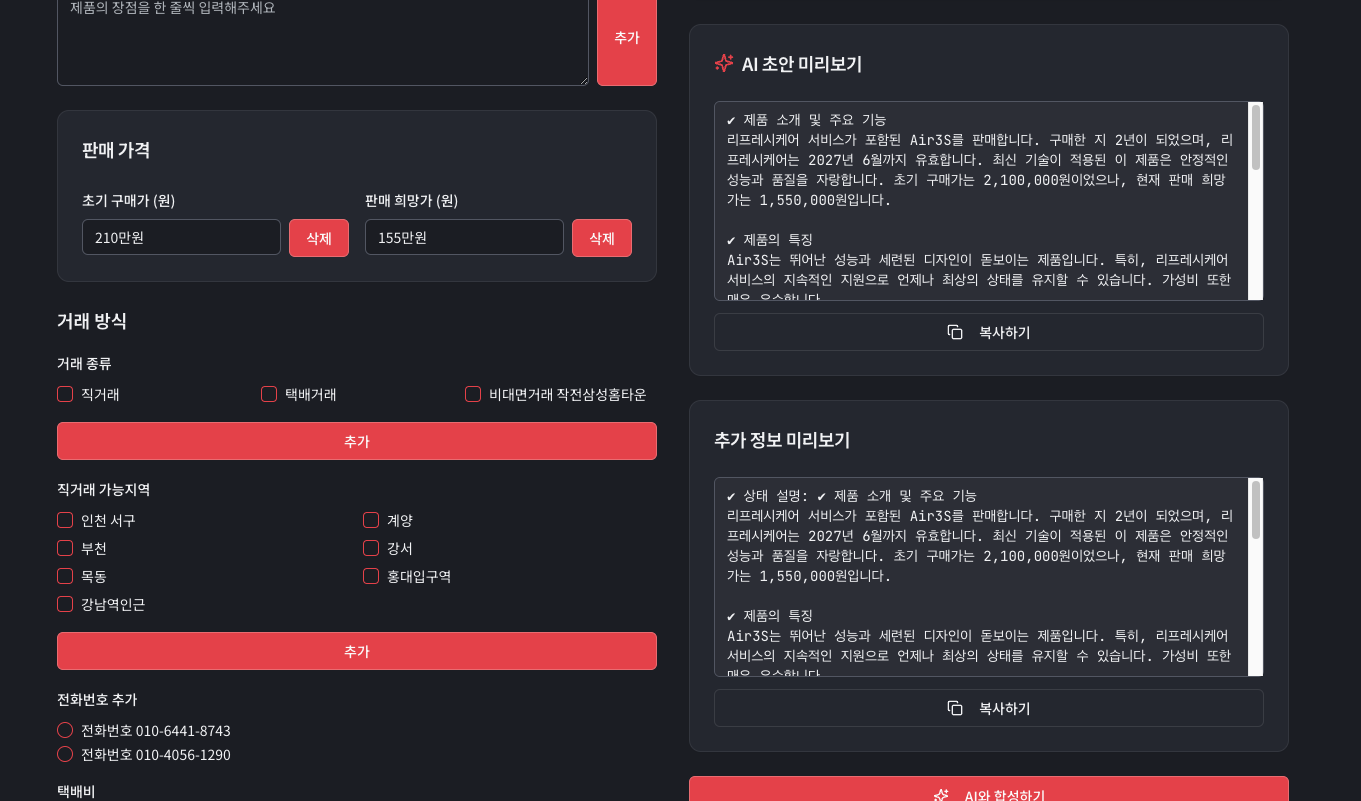 제품의 장점을 한 줄씩 입력해주세요
추가
판매 가격
초기 구매가 (원)
판매 희망가 (원)
210만원
삭제
155만원
삭제
거래 방식
거래 종류
직거래
택배거래
비대면거래 작전삼성홈타운
추가
직거래 가능지역
인천 서구
계양
부천
강서
목동
홍대입구역
강남역인근
추가
전화번호 추가
전화번호 010-6441-8743
전화번호 010-4056-1290
택배비
AI 초안 미리보기
✔ 제품 소개 및 주요 기능
리프레시케어 서비스가 포함된 Air3S를 판매합니다. 구매한 지 2년이 되었으며, 리
프레시케어는 2027년 6월까지 유효합니다. 최신 기술이 적용된 이 제품은 안정적인
성능과 품질을 자랑합니다. 초기 구매가는 2,100,000원이었으나, 현재 판매 희망
가는 1,550,000원입니다.
✔ 제품의 특징
Air3S는 뛰어난 성능과 세련된 디자인이 돋보이는 제품입니다. 특히, 리프레시케어
서비스의 지속적인 지원으로 언제나 최상의 상태를 유지할 수 있습니다. 가성비 또한
매우 우수합니다
복사하기
추가 정보 미리보기
✔ 상태 설명: ✔ 제품 소개 및 주요 기능
리프레시케어 서비스가 포함된 Air3S를 판매합니다. 구매한 지 2년이 되었으며, 리
프레시케어는 2027년 6월까지 유효합니다. 최신 기술이 적용된 이 제품은 안정적인
성능과 품질을 자랑합니다. 초기 구매가는 2,100,000원이었으나, 현재 판매 희망
가는 1,550,000원입니다.
✔ 제품의 특징
Air3S는 뛰어난 성능과 세련된 디자인이 돋보이는 제품입니다. 특히, 리프레시케어
서비스의 지속적인 지원으로 언제나 최상의 상태를 유지할 수 있습니다. 가성비 또한
매우 우수합니다
복사하기
AI와 합성하기